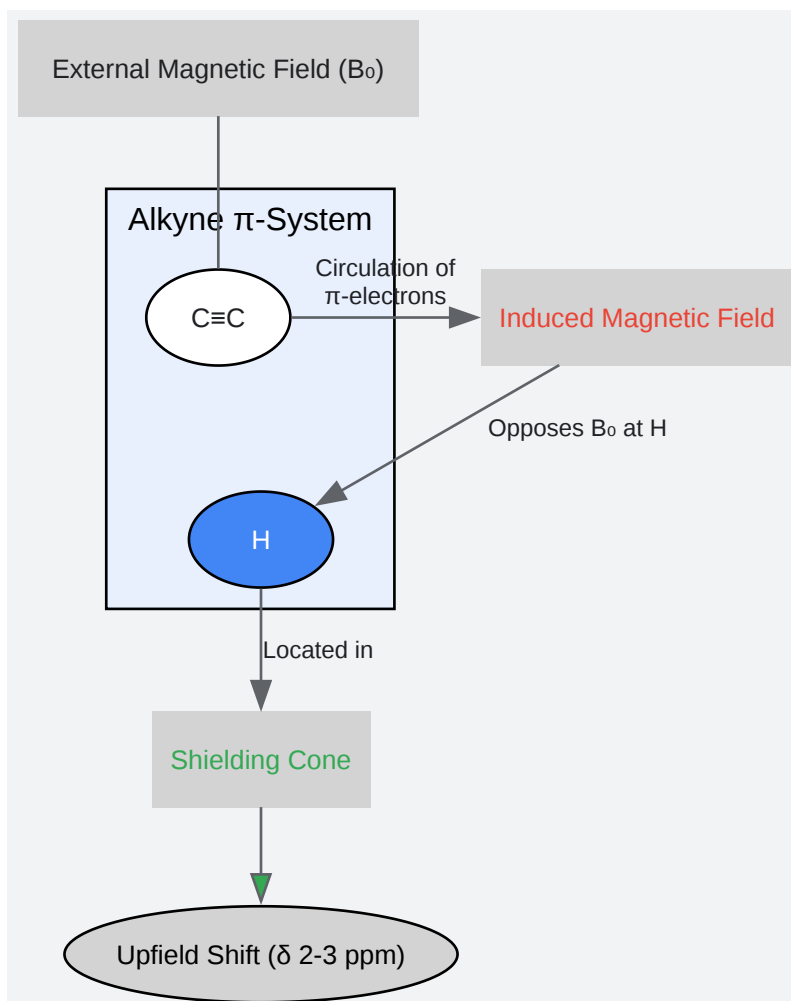 External Magnetic Field (B₀)
Alkyne π-System
Circulation of
π-electrons
C≡C
Induced Magnetic Field
Opposes B₀ at H
H
Located in
Shielding Cone
Upfield Shift (δ 2-3 ppm)